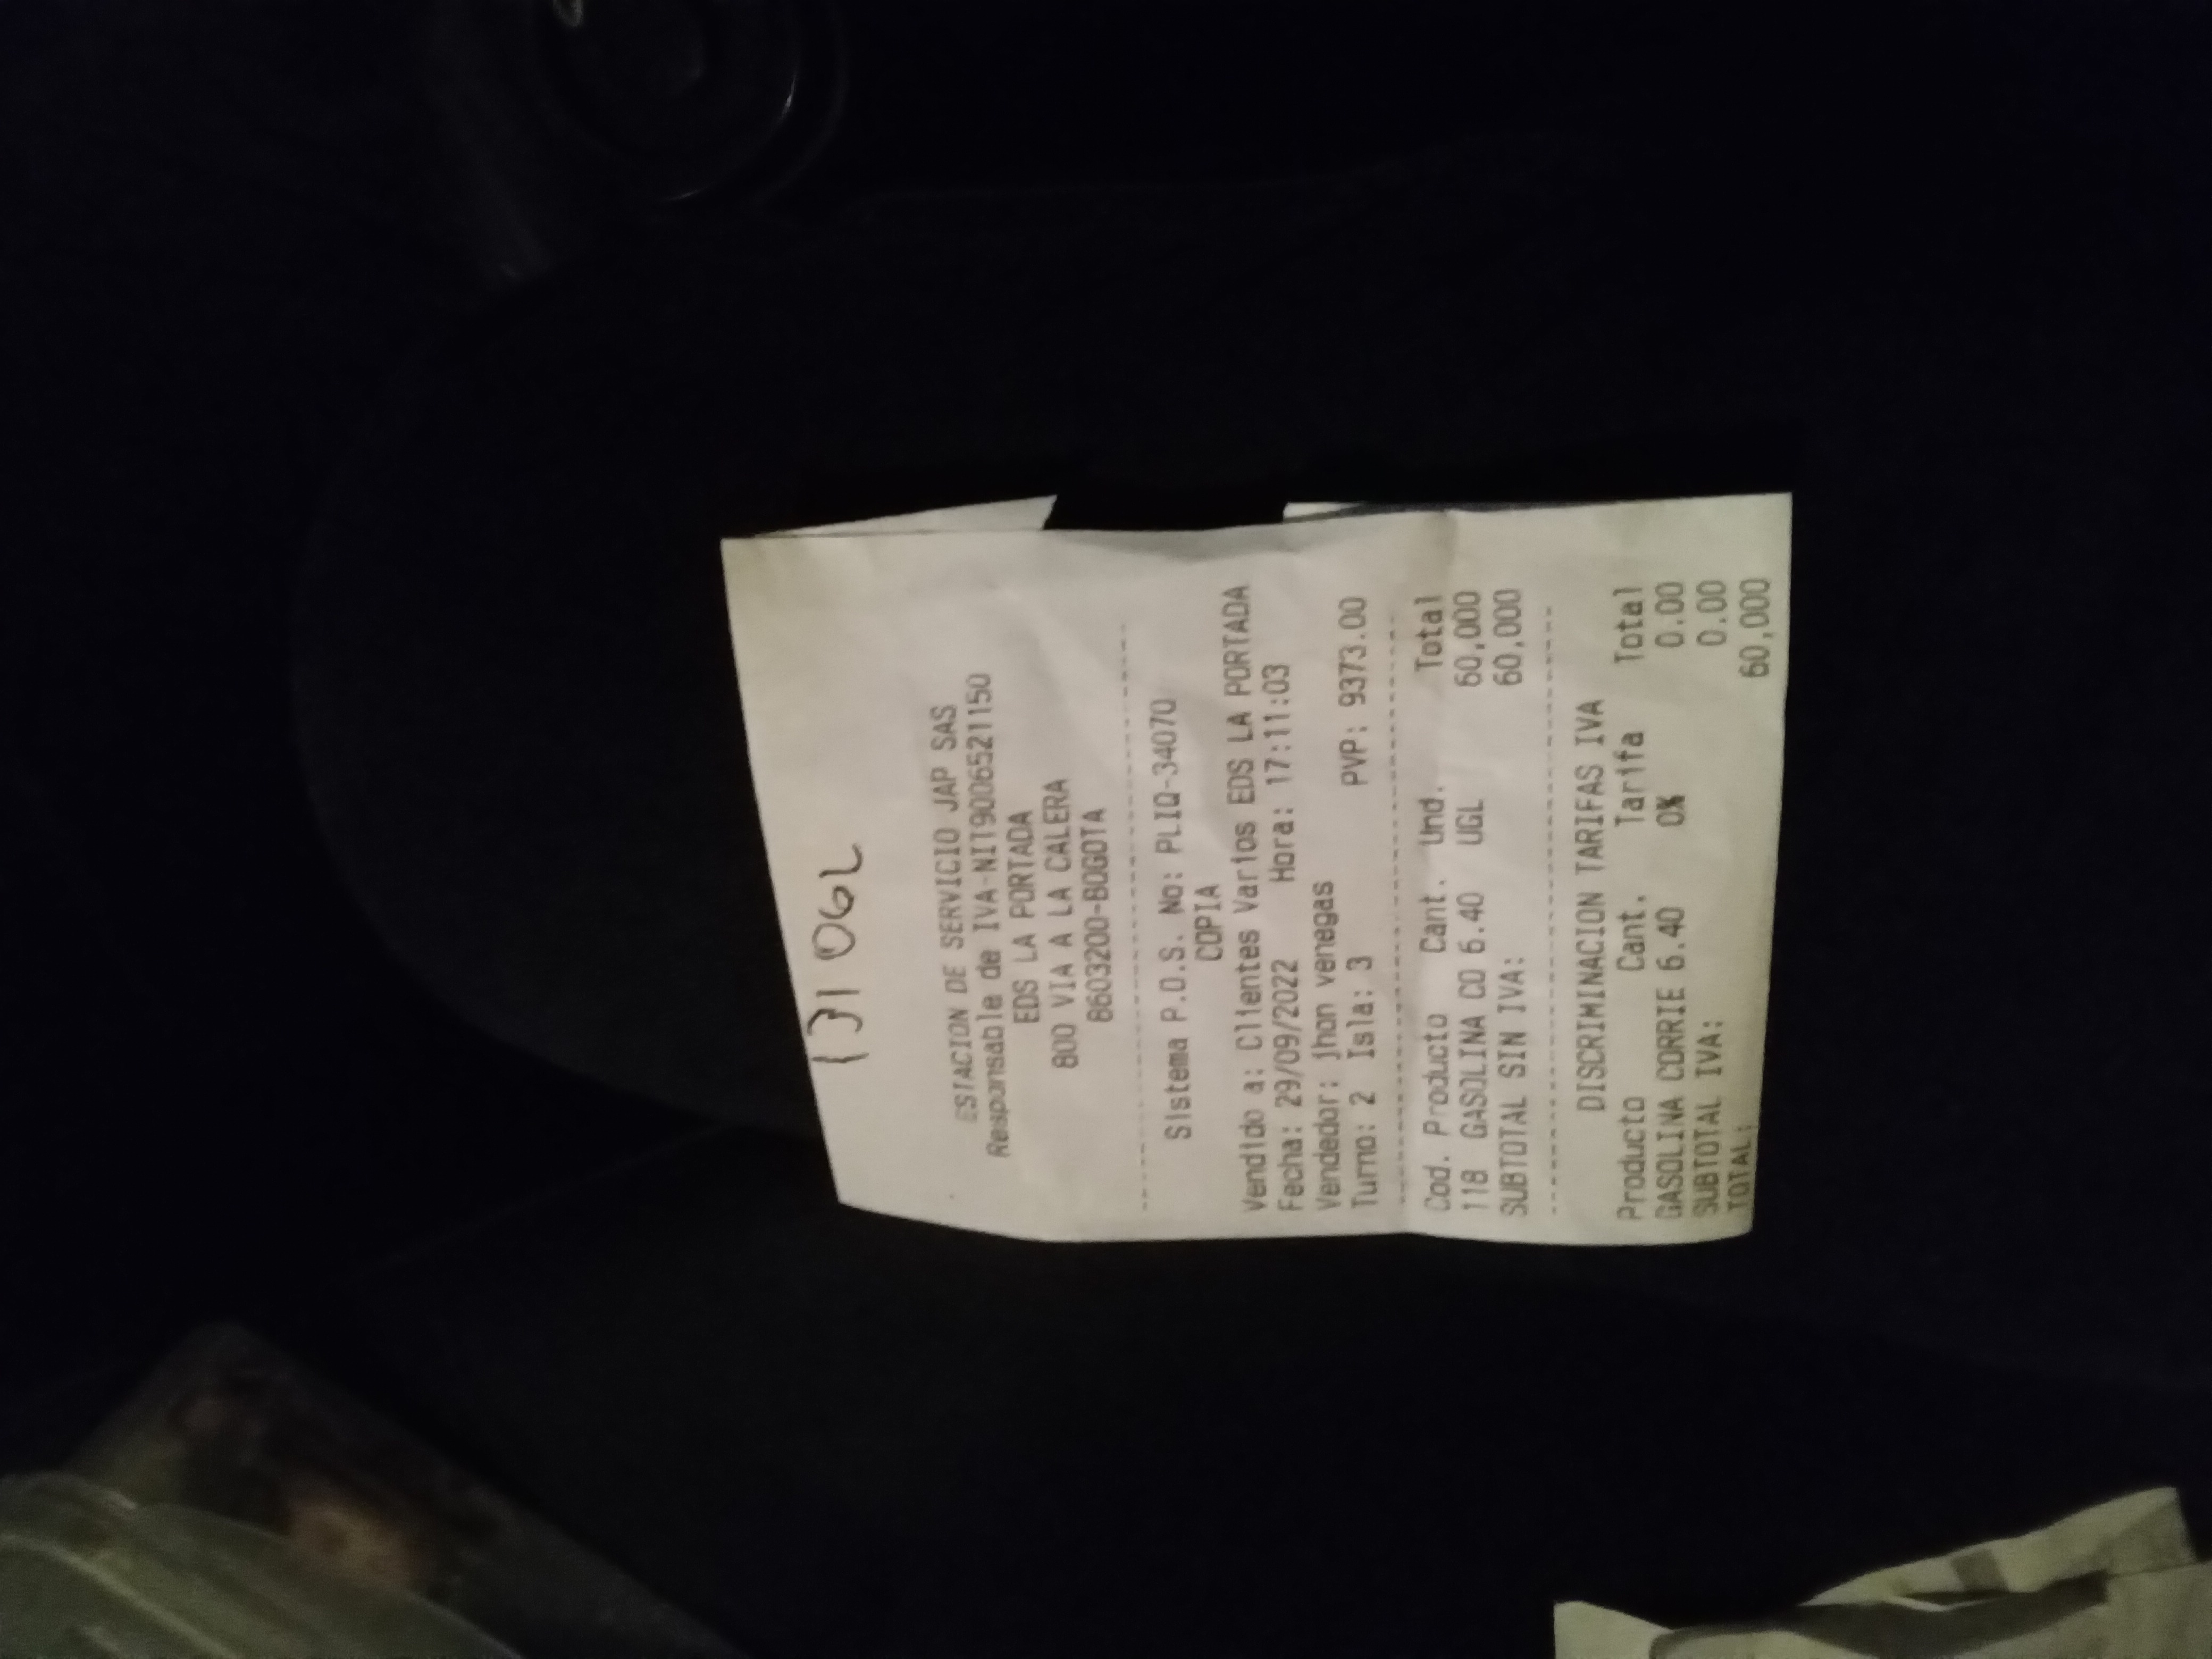 ESTACION DE SERVICIO JAP SAS
Responsable de IVA-NIT9006521150
EDS LA PORTADA
800 VIA A LA CALERA
8603200-BOGOTA
Sistema P.O.S. No: PLIQ-34070
COPIA
Vendido a: Clientes Varios EDS LA PORTADA
Fecha: 29/09/2022 Hora: 17:11:03
Vendedor: jhon venegas
Turno: 2 Isla: 3 PVP: 9373.00
Cod. Producto Cant. Und. Total
118 GASOLINA CO 6.40 UGL 60,000
SUBTOTAL SIN IVA: 60,000
DISCRIMINACION TARIFAS IVA
Producto Cant. Tarifa Total
GASOLINA CORRIE 6.40 0% 0.00
SUBTOTAL IVA: 0.00
TOTAL: 60,000